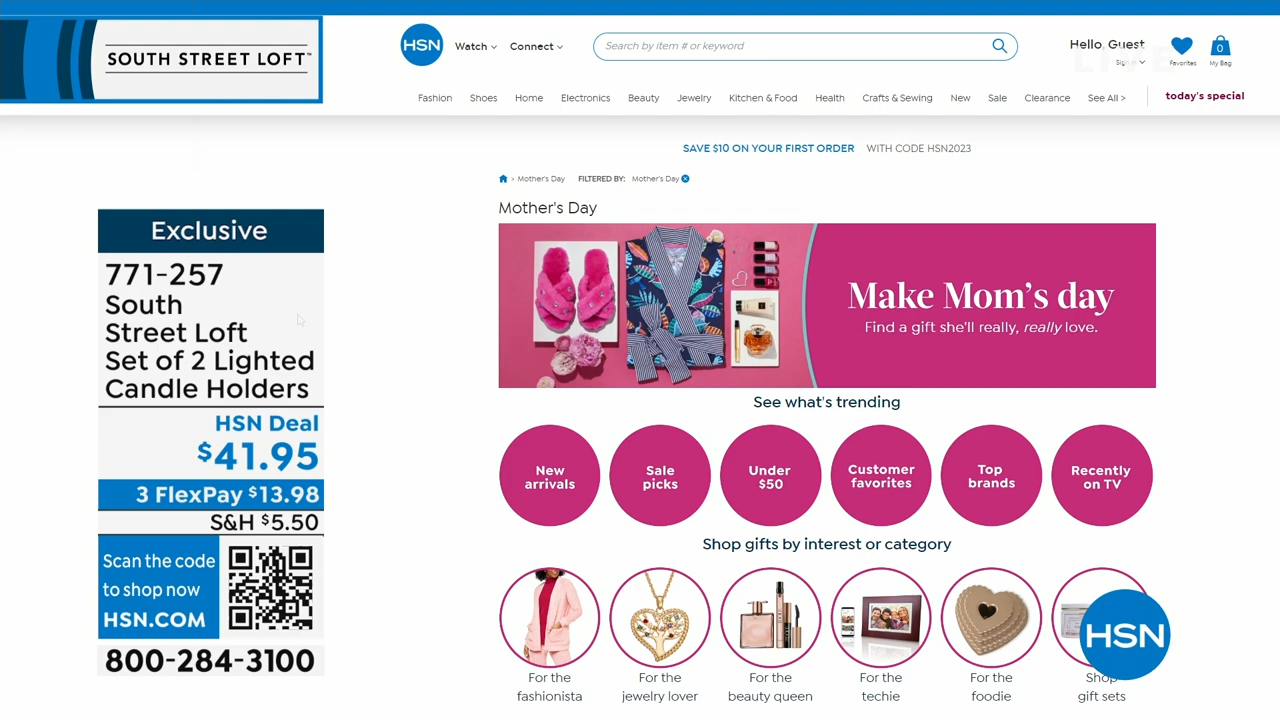 SOUTH STREET LOFT™
HSN
Watch
Connect
Search by item # or keyword
Hello, Guest
Sign In
Favorites
0
My Bag
LIVE
Fashion
Shoes
Home
Electronics
Beauty
Jewelry
Kitchen & Food
Health
Crafts & Sewing
New
Sale
Clearance
See All >
today's special
SAVE $10 ON YOUR FIRST ORDER WITH CODE HSN2023
> Mother's Day FILTERED BY: Mother's Day
Mother's Day
Make Mom's day
Find a gift she'll really, really love.
See what's trending
New
arrivals
Sale
picks
Under
$50
Customer
favorites
Top
brands
Recently
on TV
Shop gifts by interest or category
For the
fashionista
For the
jewelry lover
For the
beauty queen
For the
techie
For the
foodie
Shop
gift sets
HSN
Exclusive
771-257
South
Street Loft
Set of 2 Lighted
Candle Holders
HSN Deal
$41.95
3 FlexPay $13.98
S&H $5.50
Scan the code
to shop now
HSN.COM
800-284-3100